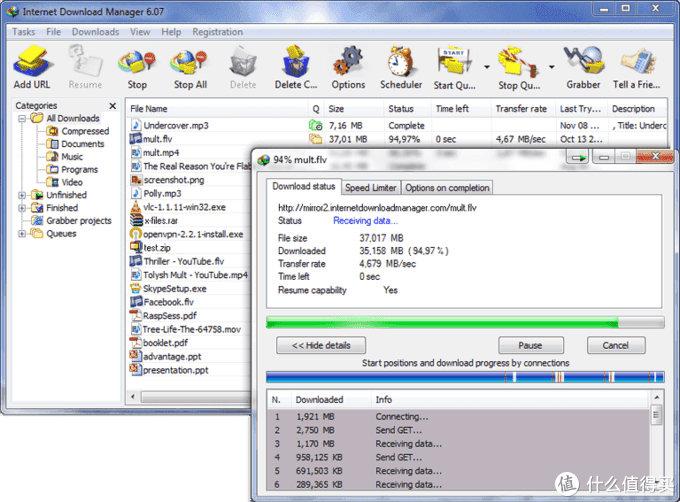 Internet Download Manager 6.07
Tasks File Downloads View Help Registration
Add URL Resume Stop Stop All Delete Delete C... Options Scheduler Start Qu... Stop Qu... Grabber Tell a Frie...
Categories
All Downloads
Compressed
Documents
Music
Programs
Video
Unfinished
Finished
Grabber projects
Queues
File Name Q Size Status Time left Transfer rate Last Try... Description
Undercover.mp3 7,16 MB Complete Nov 08 ... , Title: Underc
mult.flv 37,01 MB 94,97% 0 sec 4,67 MB/sec Oct 13 2...
mult.mp4
The Real Reason You're Flab
screenshot.png
Polly.mp3
vlc-1.1.11-win32.exe
x-files.rar
openvpn-2.2.1-install.exe
test.zip
Thriller - YouTube.flv
Tolysh Mult - YouTube.mp4
SkypeSetup.exe
Facebook.flv
RaspSess.pdf
Tree-Life-The-64758.mov
booklet.pdf
advantage.ppt
presentation.ppt
94% mult.flv
Download status Speed Limiter Options on completion
http://mirror2.internetdownloadmanager.com/mult.flv
Status Receiving data...
File size 37,017 MB
Downloaded 35,158 MB ( 94,97 % )
Transfer rate 4,679 MB/sec
Time left 0 sec
Resume capability Yes
<< Hide details Pause Cancel
Start positions and download progress by connections
N. Downloaded Info
1 1,921 MB Connecting...
2 2,750 MB Send GET...
3 1,170 MB Receiving data...
4 958,125 KB Send GET...
5 691,503 KB Receiving data...
6 289,365 KB Receiving data...
值 什么值得买